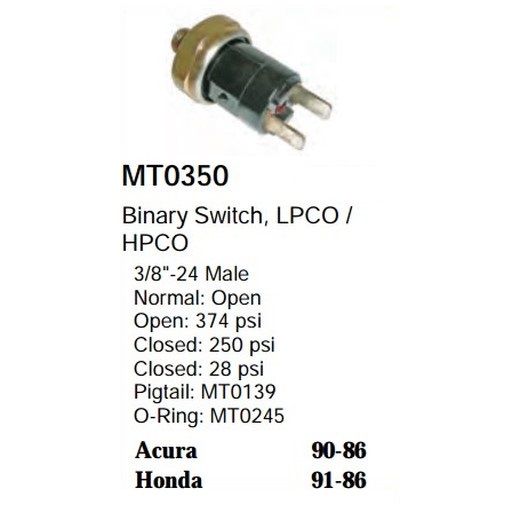 MT0350
Binary Switch, LPCO /
HPCO
3/8"-24 Male
Normal: Open
Open: 374 psi
Closed: 250 psi
Closed: 28 psi
Pigtail: MT0139
O-Ring: MT0245
Acura 90-86
Honda 91-86